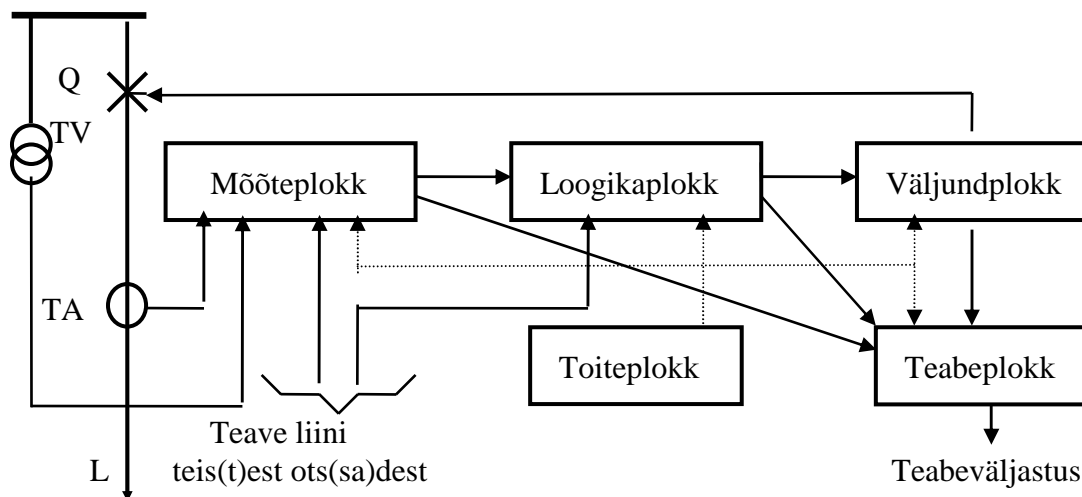 Q
TV
Mõõteplokk
Loogikaplokk
Väljundplokk
TA
Toiteplokk
Teabeplokk
Teave liini
teis(t)est ots(sa)dest
L
Teabeväljastus